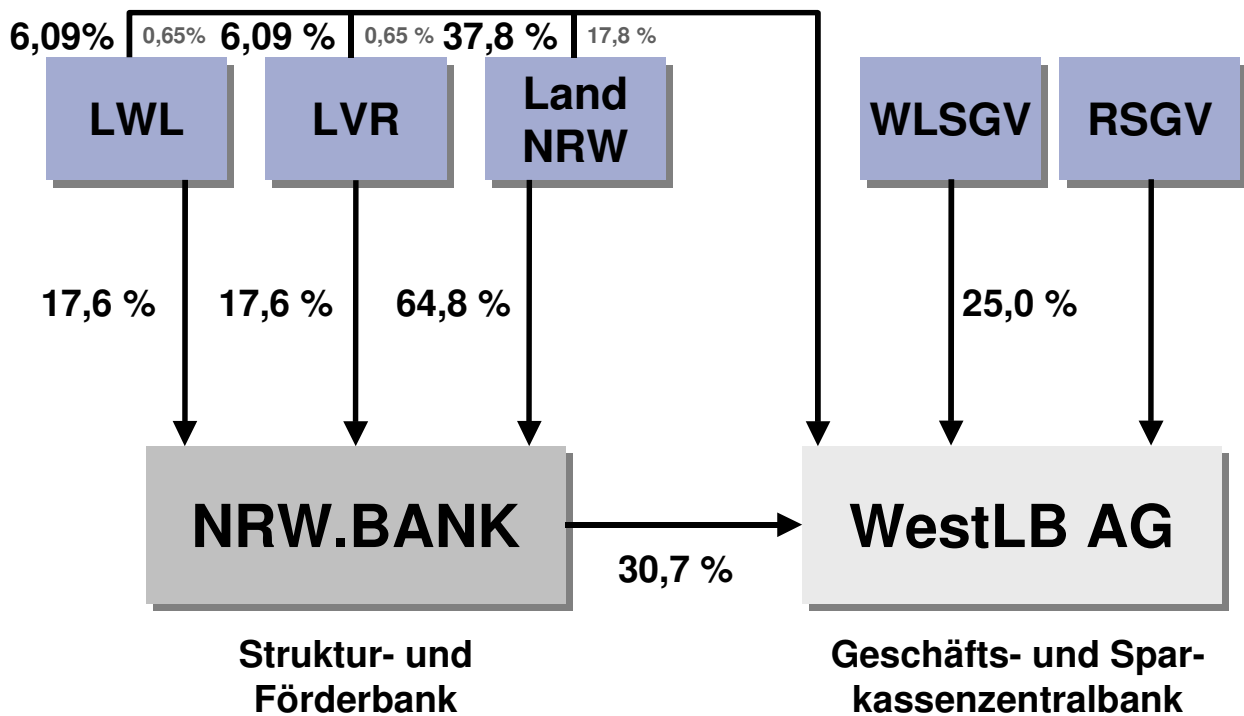 6,09% 0,65% 6,09 % 0,65 % 37,8 % 17,8 %
LWL LVR Land NRW WLSGV RSGV
17,6 % 17,6 % 64,8 % 25,0 %
NRW.BANK WestLB AG
30,7 %
Struktur- und
Förderbank
Geschäfts- und Spar-
kassenzentralbank